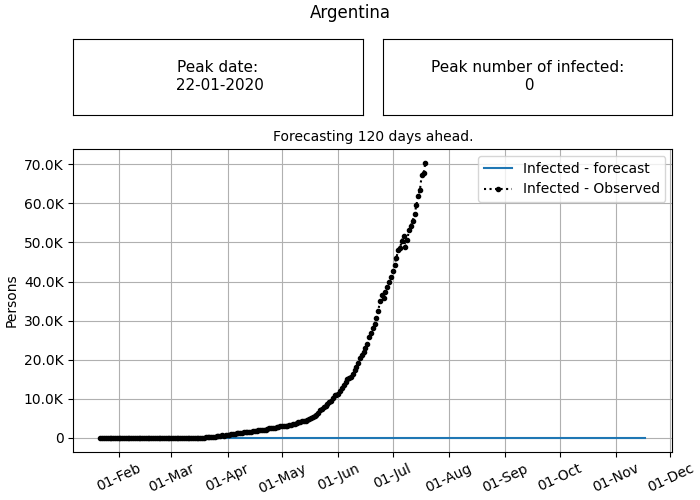 Argentina
Peak date:
22-01-2020
Peak number of infected:
0
Forecasting 120 days ahead.
Infected - forecast
Infected - Observed
70.0K
60.0K
50.0K
40.0K
30.0K
20.0K
10.0K
0
Persons
01-Feb
01-Mar
01-Apr
01-May
01-Jun
01-Jul
01-Aug
01-Sep
01-Oct
01-Nov
01-Dec